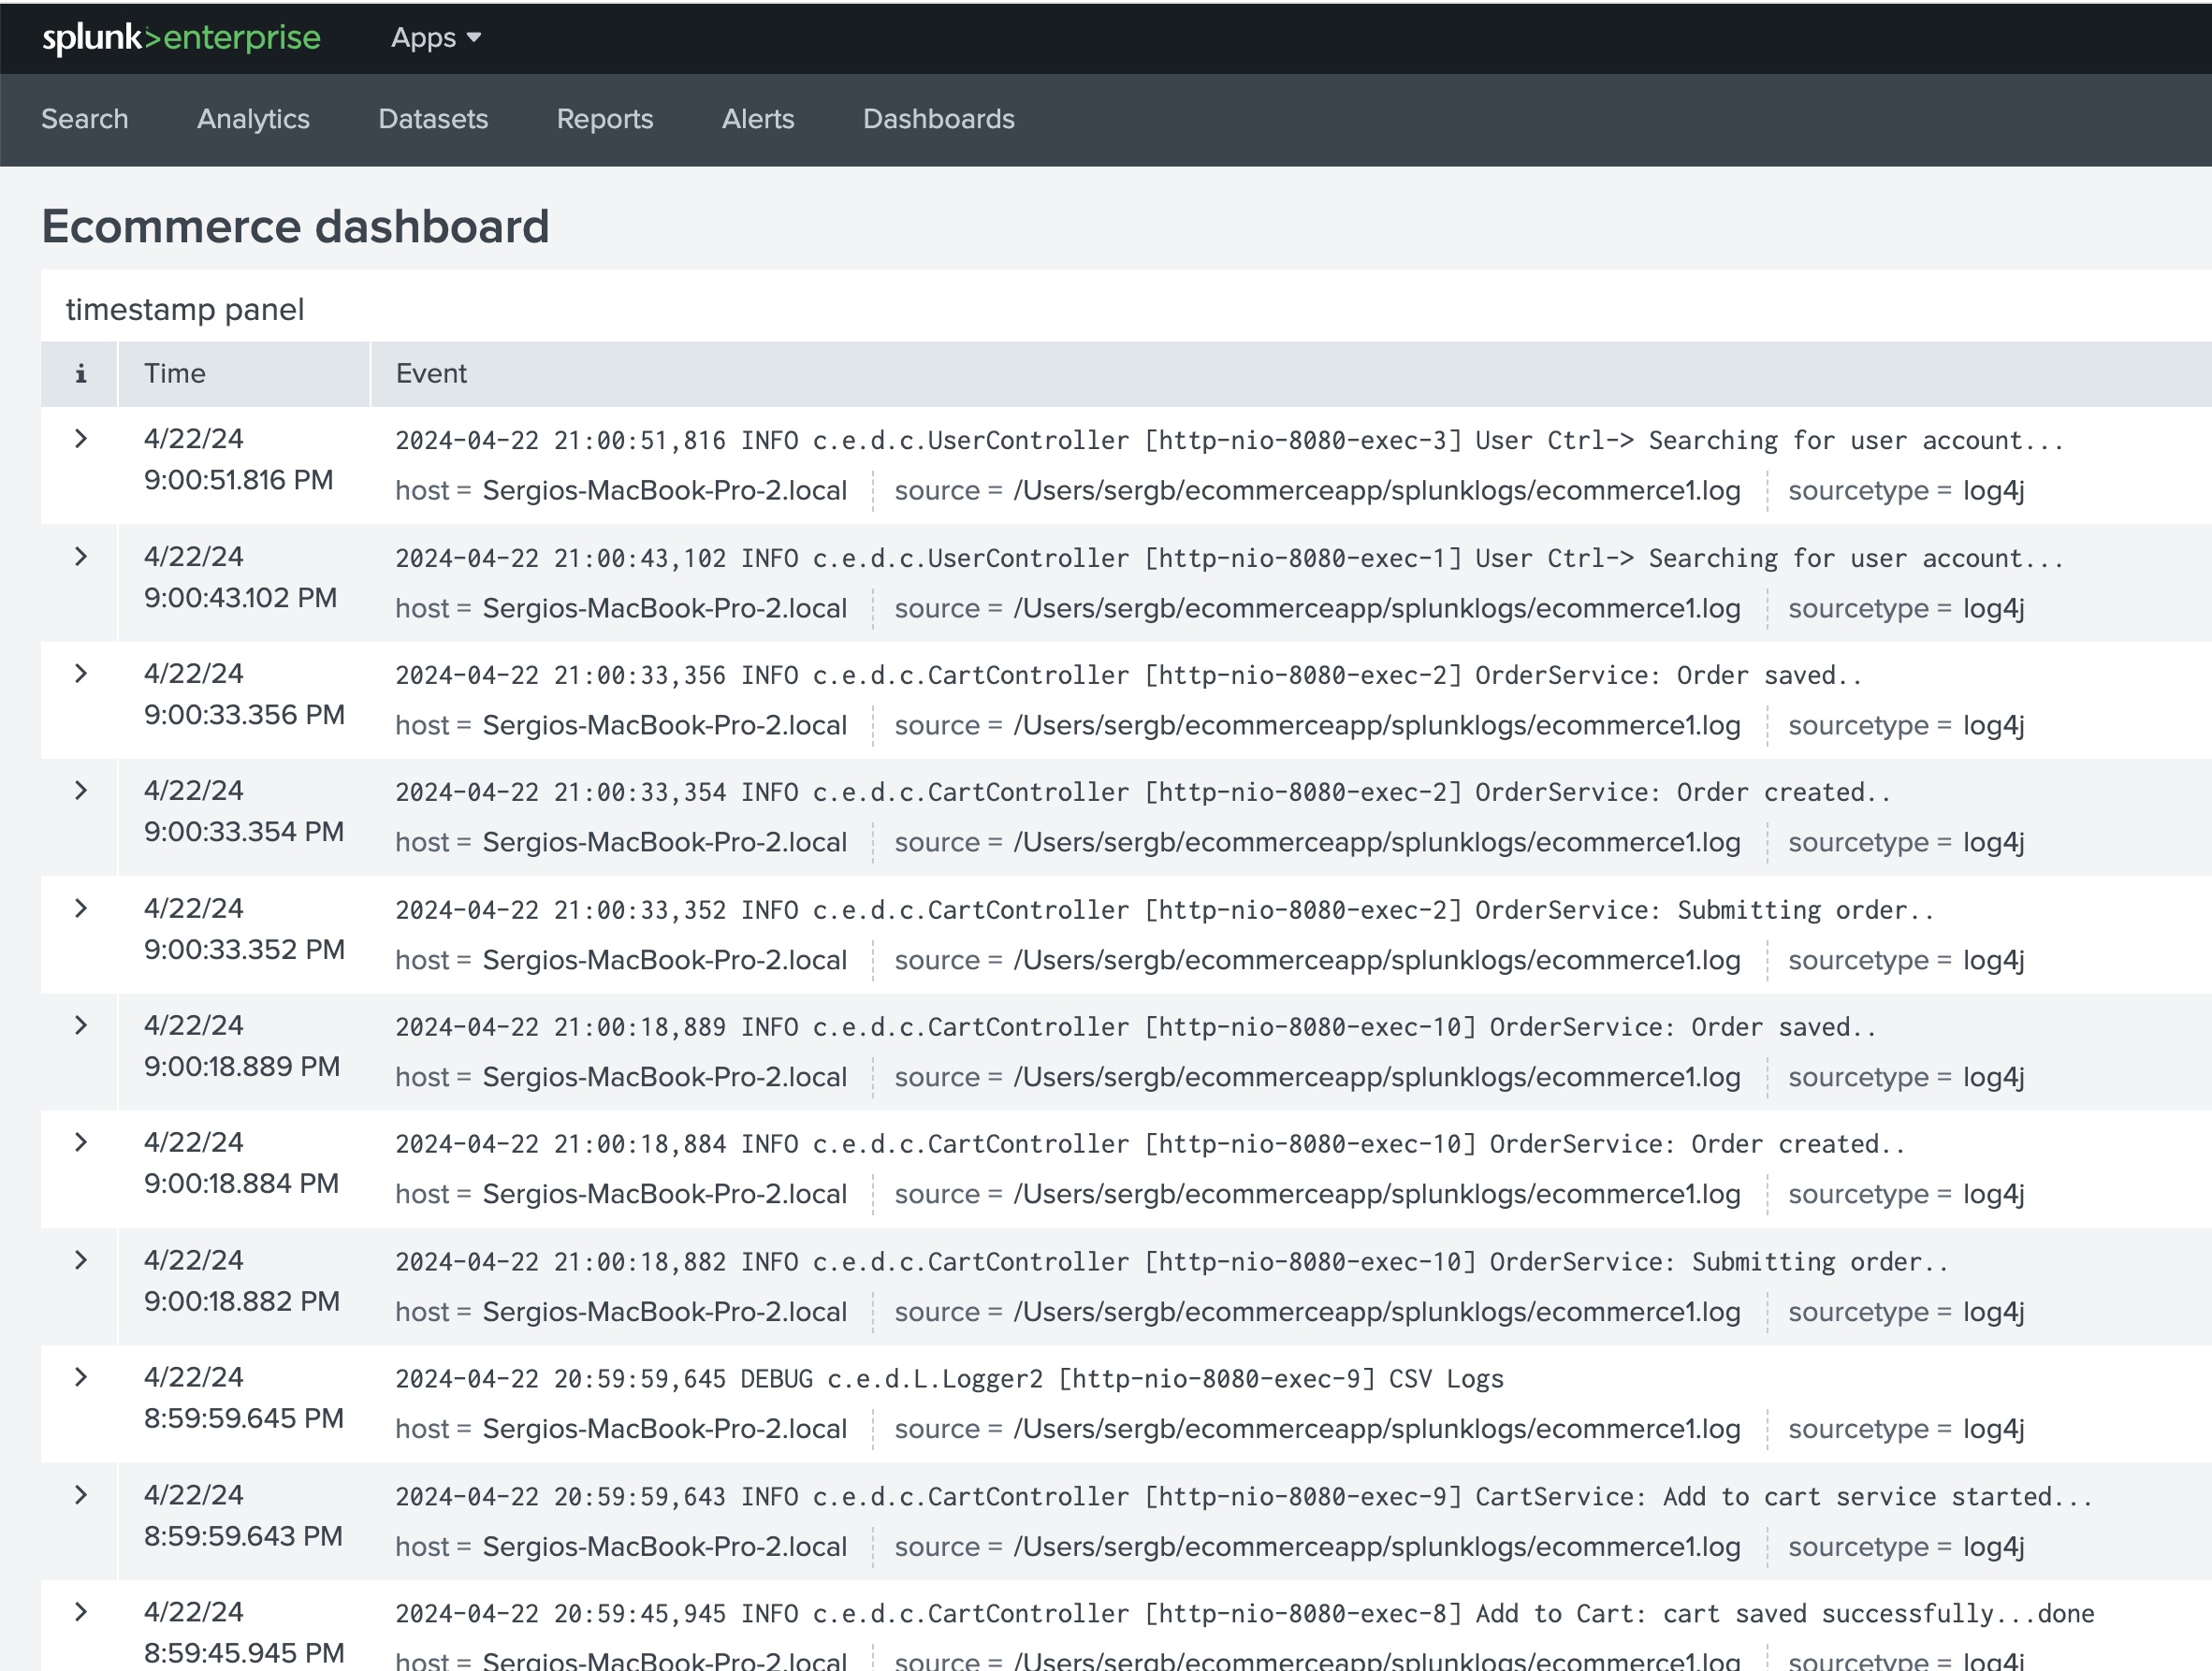 splunk>enterprise Apps
Search Analytics Datasets Reports Alerts Dashboards
Ecommerce dashboard
timestamp panel
i Time Event
4/22/24 2024-04-22 21:00:51,816 INFO c.e.d.c.UserController [http-nio-8080-exec-3] User Ctrl-> Searching for user account...
9:00:51.816 PM host = Sergios-MacBook-Pro-2.local source = /Users/sergb/ecommerceapp/splunklogs/ecommerce1.log sourcetype = log4j
4/22/24 2024-04-22 21:00:43,102 INFO c.e.d.c.UserController [http-nio-8080-exec-1] User Ctrl-> Searching for user account...
9:00:43.102 PM host = Sergios-MacBook-Pro-2.local source = /Users/sergb/ecommerceapp/splunklogs/ecommerce1.log sourcetype = log4j
4/22/24 2024-04-22 21:00:33,356 INFO c.e.d.c.CartController [http-nio-8080-exec-2] OrderService: Order saved..
9:00:33.356 PM host = Sergios-MacBook-Pro-2.local source = /Users/sergb/ecommerceapp/splunklogs/ecommerce1.log sourcetype = log4j
4/22/24 2024-04-22 21:00:33,354 INFO c.e.d.c.CartController [http-nio-8080-exec-2] OrderService: Order created..
9:00:33.354 PM host = Sergios-MacBook-Pro-2.local source = /Users/sergb/ecommerceapp/splunklogs/ecommerce1.log sourcetype = log4j
4/22/24 2024-04-22 21:00:33,352 INFO c.e.d.c.CartController [http-nio-8080-exec-2] OrderService: Submitting order..
9:00:33.352 PM host = Sergios-MacBook-Pro-2.local source = /Users/sergb/ecommerceapp/splunklogs/ecommerce1.log sourcetype = log4j
4/22/24 2024-04-22 21:00:18,889 INFO c.e.d.c.CartController [http-nio-8080-exec-10] OrderService: Order saved..
9:00:18.889 PM host = Sergios-MacBook-Pro-2.local source = /Users/sergb/ecommerceapp/splunklogs/ecommerce1.log sourcetype = log4j
4/22/24 2024-04-22 21:00:18,884 INFO c.e.d.c.CartController [http-nio-8080-exec-10] OrderService: Order created..
9:00:18.884 PM host = Sergios-MacBook-Pro-2.local source = /Users/sergb/ecommerceapp/splunklogs/ecommerce1.log sourcetype = log4j
4/22/24 2024-04-22 21:00:18,882 INFO c.e.d.c.CartController [http-nio-8080-exec-10] OrderService: Submitting order..
9:00:18.882 PM host = Sergios-MacBook-Pro-2.local source = /Users/sergb/ecommerceapp/splunklogs/ecommerce1.log sourcetype = log4j
4/22/24 2024-04-22 20:59:59,645 DEBUG c.e.d.L.Logger2 [http-nio-8080-exec-9] CSV Logs
8:59:59.645 PM host = Sergios-MacBook-Pro-2.local source = /Users/sergb/ecommerceapp/splunklogs/ecommerce1.log sourcetype = log4j
4/22/24 2024-04-22 20:59:59,643 INFO c.e.d.c.CartController [http-nio-8080-exec-9] CartService: Add to cart service started...
8:59:59.643 PM host = Sergios-MacBook-Pro-2.local source = /Users/sergb/ecommerceapp/splunklogs/ecommerce1.log sourcetype = log4j
4/22/24 2024-04-22 20:59:45,945 INFO c.e.d.c.CartController [http-nio-8080-exec-8] Add to Cart: cart saved successfully...done
8:59:45.945 PM host = Sergios-MacBook-Pro-2.local source = /Users/sergb/ecommerceapp/splunklogs/ecommerce1.log sourcetype = log4j